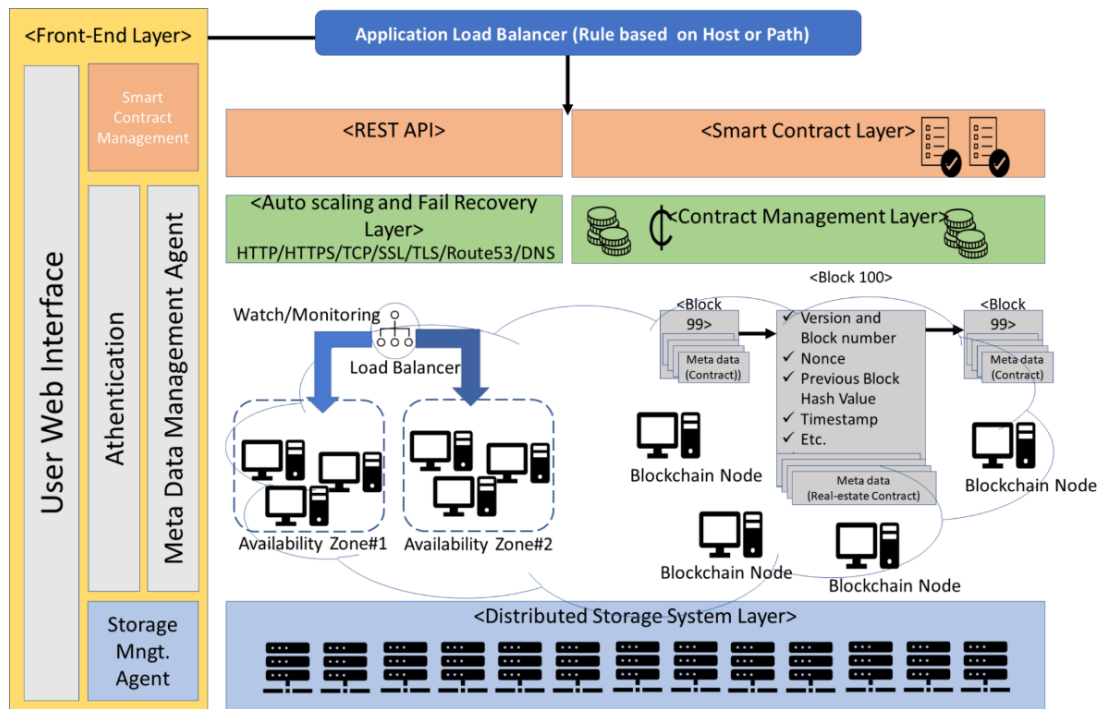 <Front-End Layer>
Application Load Balancer (Rule based  on Host or Path)
Smart
Contract
Management
User Web Interface
Athentication
Meta Data Management Agent
Storage
Mngt.
Agent
<REST API>
<Smart Contract Layer>
<Auto scaling and Fail Recovery
Layer>
HTTP/HTTPS/TCP/SSL/TLS/Route53/DNS
<Contract Management Layer>
Watch/Monitoring
Load Balancer
Availability Zone#1
Availability Zone#2
<Block
99>
Meta data
(Contract))
<Block 100>
✓ Version and
Block number
✓ Nonce
✓ Previous Block
Hash Value
✓ Timestamp
✓ Etc.
Meta data
(Real-estate Contract)
<Block
99>
Meta data
(Contract)
Blockchain Node
Blockchain Node
Blockchain Node
Blockchain Node
<Distributed Storage System Layer>